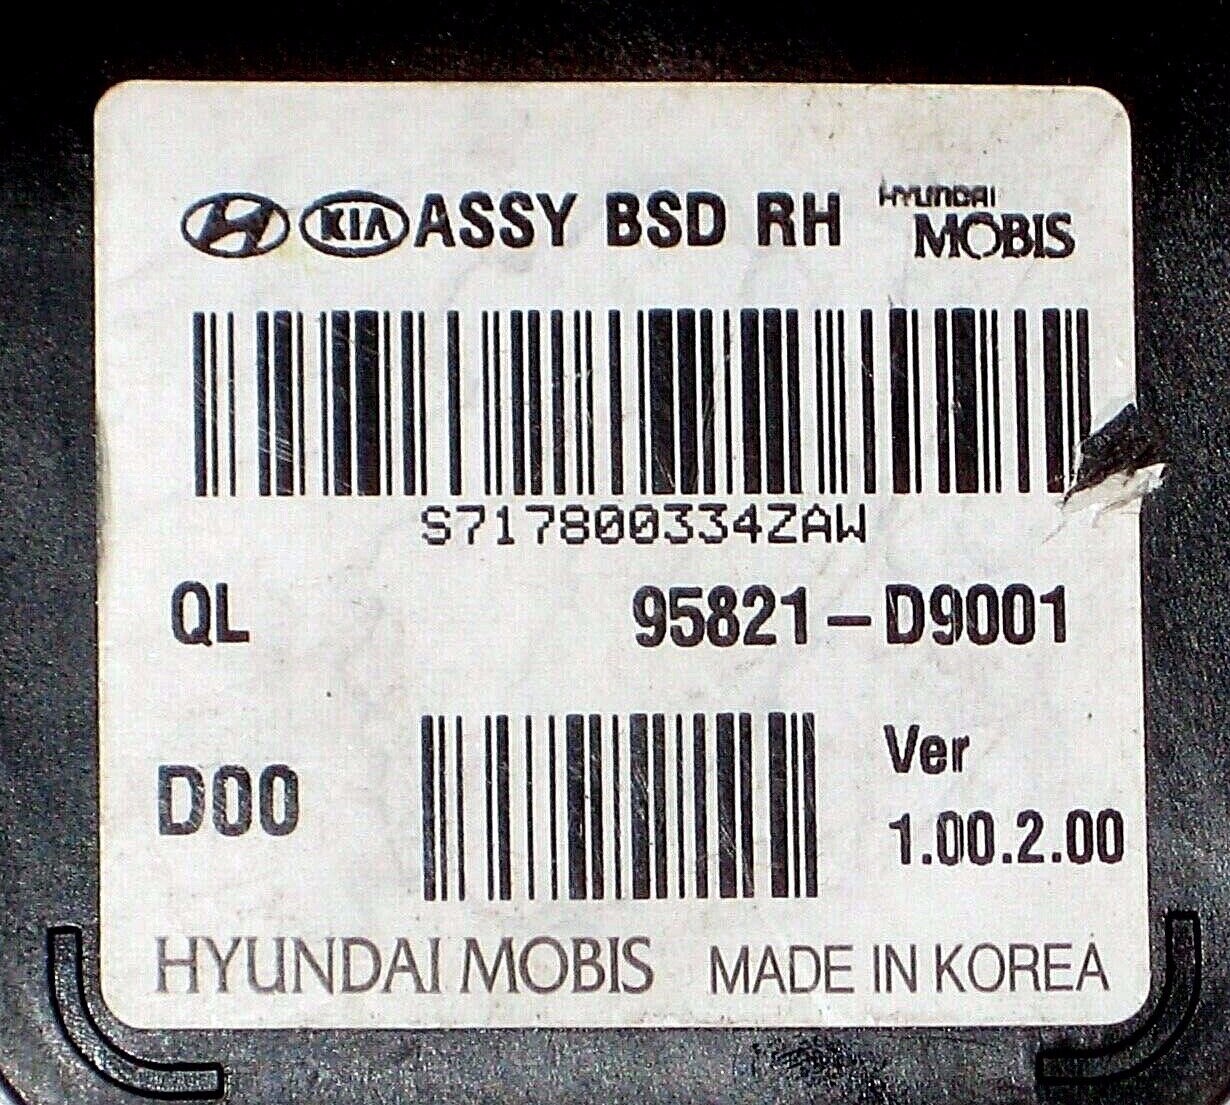 KIA ASSY BSD RH HYUNDAI MOBIS
S717800334ZAW
QL 95821-D9001
D00 Ver 1.00.2.00
HYUNDAI MOBIS MADE IN KOREA